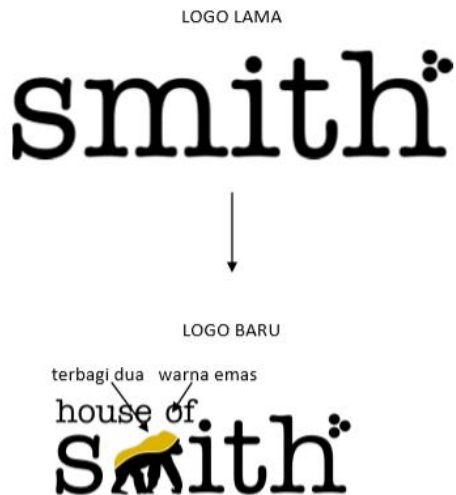 LOGO LAMA
smith
LOGO BARU
terbagi dua warna emas
house of
smith